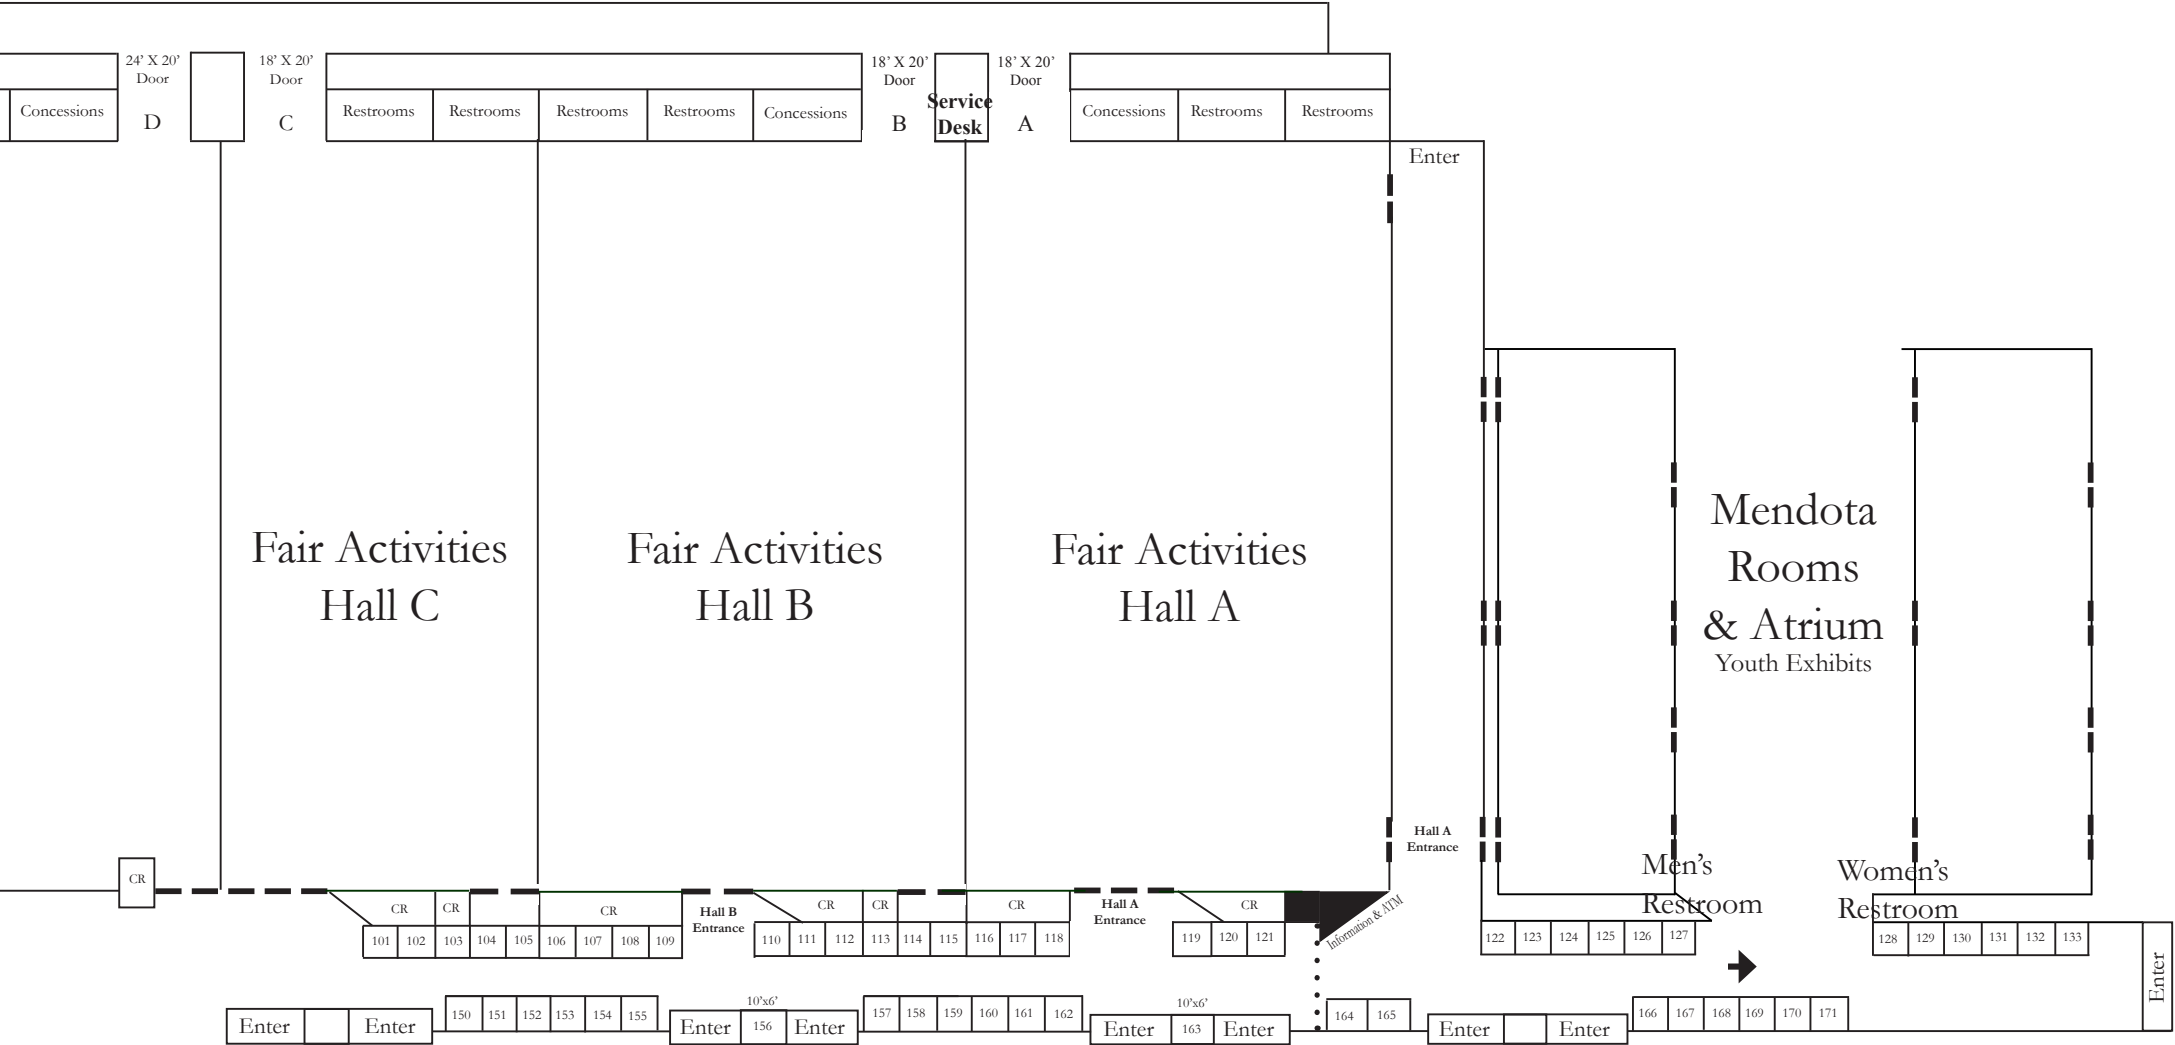 24’ X 20’
Door
D
18’ X 20’
Door
C
18’ X 20’
Door
B
Service
Desk
18’ X 20’
Door
A
Concessions
Restrooms
Restrooms
Restrooms
Restrooms
Concessions
Concessions
Restrooms
Restrooms
Enter
Fair Activities
Hall C
Fair Activities
Hall B
Fair Activities
Hall A
Mendota
Rooms
& Atrium
Youth Exhibits
Hall A
Entrance
Men’s
Restroom
Women’s
Restroom
CR
CR
CR
CR
Hall B
Entrance
CR
CR
CR
Hall A
Entrance
CR
Information & ATM
101 102 103 104 105 106 107 108 109
110 111 112 113 114 115 116 117 118
119 120 121
122 123 124 125 126 127
128 129 130 131 132 133
Enter
Enter
Enter
150 151 152 153 154 155
10’x6’
Enter 156 Enter
157 158 159 160 161 162
10’x6’
Enter 163 Enter
164 165
Enter
Enter
166 167 168 169 170 171